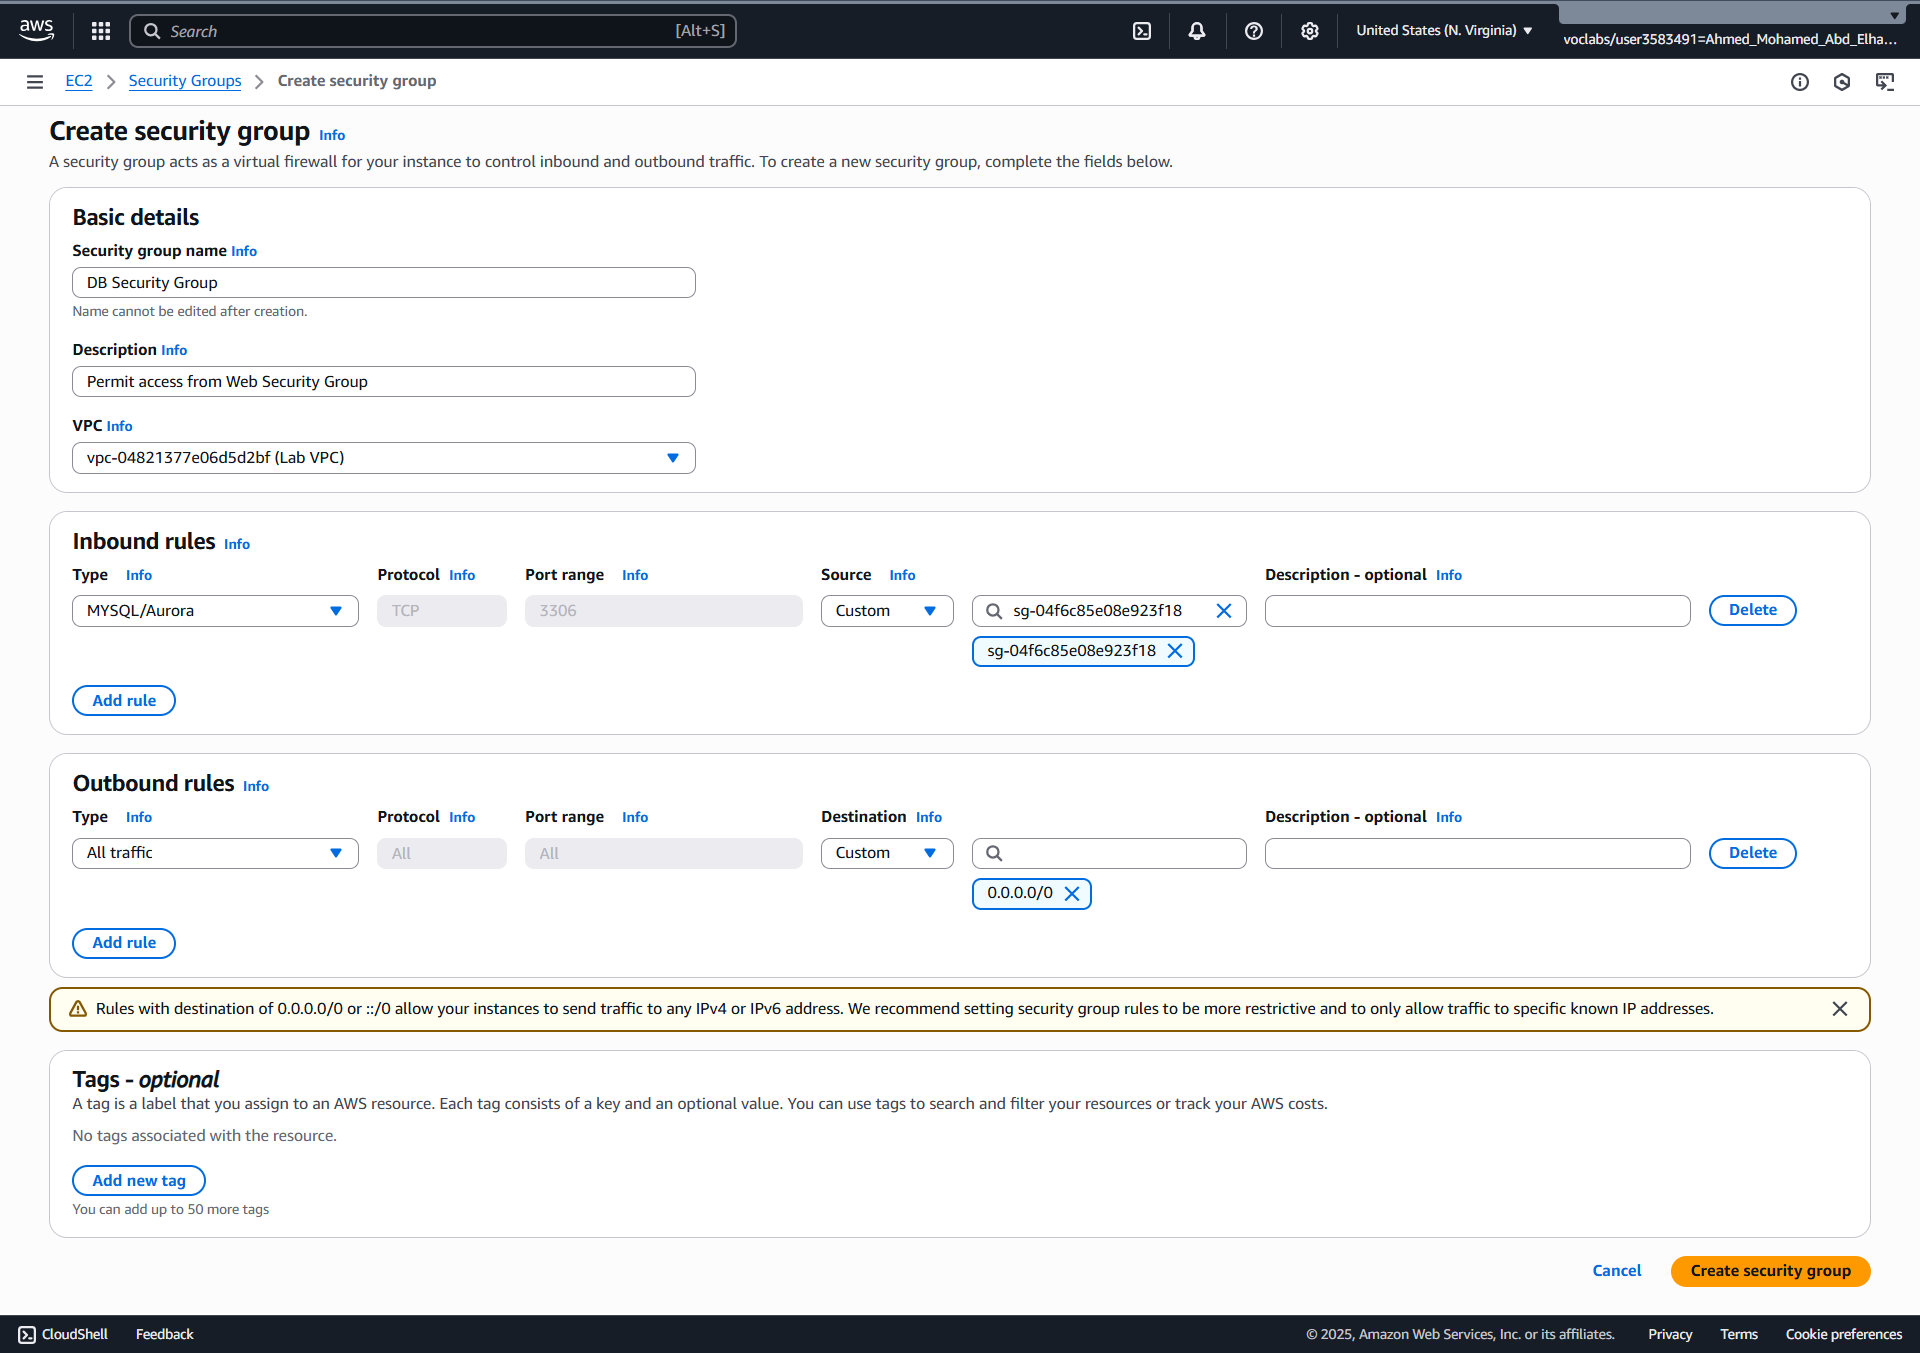 aws
Search [Alt+S]
United States (N. Virginia)
voclabs/user3583491=Ahmed_Mohamed_Abd_Elha...
EC2 Security Groups Create security group
Create security group Info
A security group acts as a virtual firewall for your instance to control inbound and outbound traffic. To create a new security group, complete the fields below.
Basic details
Security group name Info
DB Security Group
Name cannot be edited after creation.
Description Info
Permit access from Web Security Group
VPC Info
vpc-04821377e06d5d2bf (Lab VPC)
Inbound rules Info
Type Info Protocol Info Port range Info Source Info Description - optional Info
MYSQL/Aurora TCP 3306 Custom sg-04f6c85e08e923f18 Delete
sg-04f6c85e08e923f18
Add rule
Outbound rules Info
Type Info Protocol Info Port range Info Destination Info Description - optional Info
All traffic All All Custom Delete
0.0.0.0/0
Add rule
Rules with destination of 0.0.0.0/0 or ::/0 allow your instances to send traffic to any IPv4 or IPv6 address. We recommend setting security group rules to be more restrictive and to only allow traffic to specific known IP addresses.
Tags - optional
A tag is a label that you assign to an AWS resource. Each tag consists of a key and an optional value. You can use tags to search and filter your resources or track your AWS costs.
No tags associated with the resource.
Add new tag
You can add up to 50 more tags
Cancel Create security group
CloudShell Feedback © 2025, Amazon Web Services, Inc. or its affiliates. Privacy Terms Cookie preferences